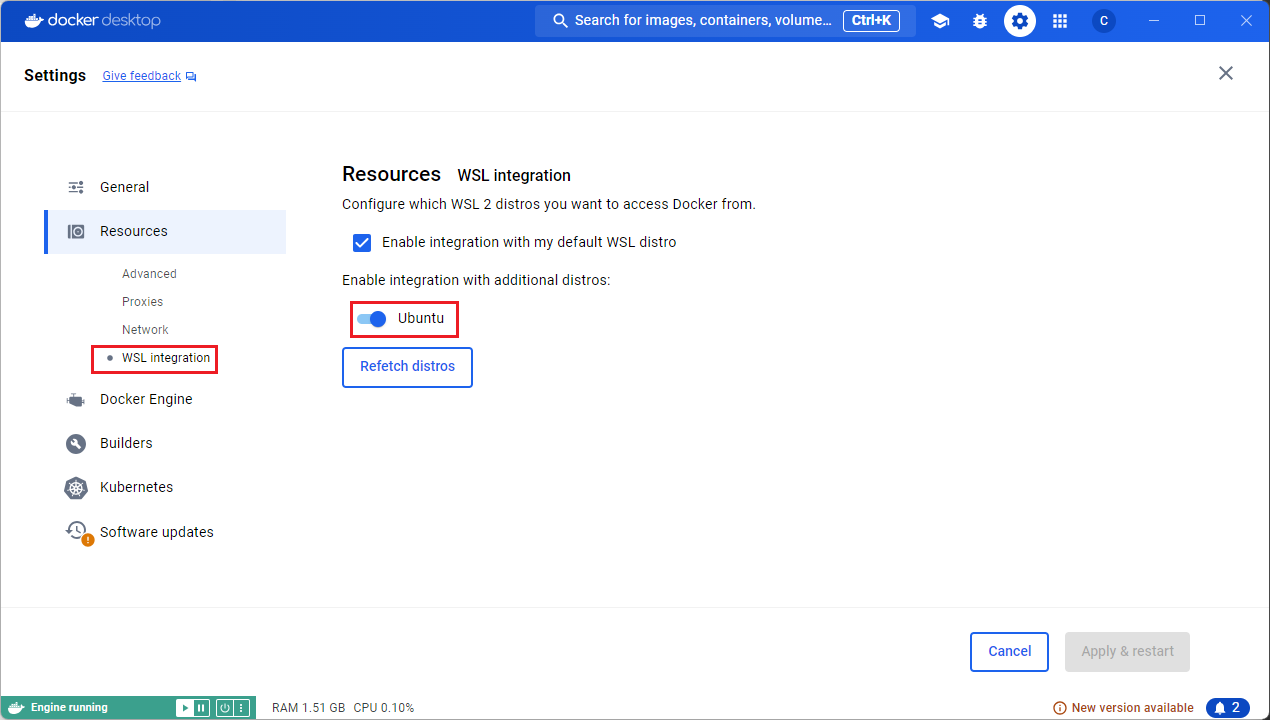 docker desktop
Search for images, containers, volume... Ctrl+K
C
Settings Give feedback
General
Resources
Advanced
Proxies
Network
WSL integration
Docker Engine
Builders
Kubernetes
Software updates
Resources WSL integration
Configure which WSL 2 distros you want to access Docker from.
Enable integration with my default WSL distro
Enable integration with additional distros:
Ubuntu
Refetch distros
Cancel Apply & restart
Engine running RAM 1.51 GB CPU 0.10% New version available 2